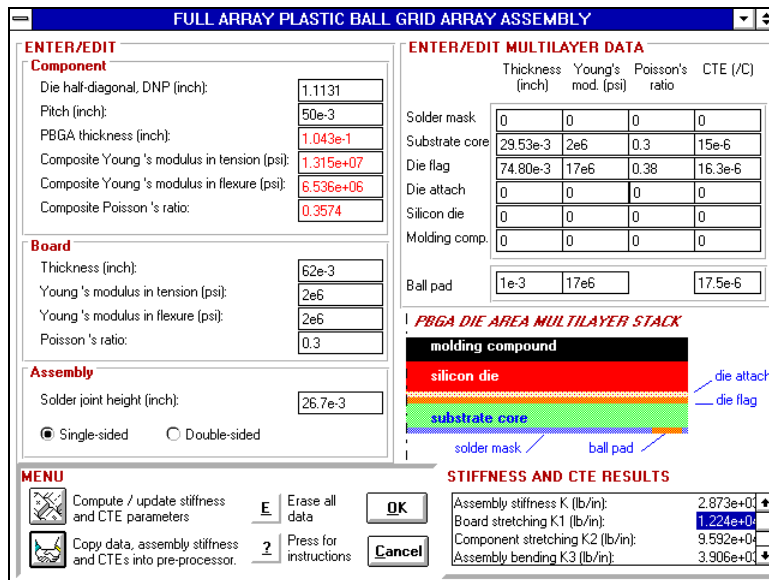 FULL ARRAY PLASTIC BALL GRID ARRAY ASSEMBLY
ENTER/EDIT
Component
Die half-diagonal, DNP (inch): 1.1131
Pitch (inch): 50e-3
PBGA thickness (inch): 1.043e-1
Composite Young 's modulus in tension (psi): 1.315e+07
Composite Young 's modulus in flexure (psi): 6.536e+06
Composite Poisson 's ratio: 0.3574
Board
Thickness (inch): 62e-3
Young 's modulus in tension (psi): 2e6
Young 's modulus in flexure (psi): 2e6
Poisson 's ratio: 0.3
Assembly
Solder joint height (inch): 26.7e-3
Single-sided Double-sided
ENTER/EDIT MULTILAYER DATA
Thickness Young's Poisson's CTE (/C)
(inch) mod. (psi) ratio
Solder mask 0 0 0 0
Substrate core 29.53e-3 2e6 0.3 15e-6
Die flag 74.80e-3 17e6 0.38 16.3e-6
Die attach 0 0 0 0
Silicon die 0 0 0 0
Molding comp. 0 0 0 0
Ball pad 1e-3 17e6 17.5e-6
PBGA DIE AREA MULTILAYER STACK
molding compound
silicon die
die attach
die flag
substrate core
solder mask ball pad
MENU
Compute / update stiffness
and CTE parameters
E Erase all
data
OK
Copy data, assembly stiffness
and CTEs into pre-processor.
? Press for
instructions
Cancel
STIFFNESS AND CTE RESULTS
Assembly stiffness K (lb/in): 2.873e+03
Board stretching K1 (lb/in): 1.224e+04
Component stretching K2 (lb/in): 9.592e+04
Assembly bending K3 (lb/in): 3.906e+03